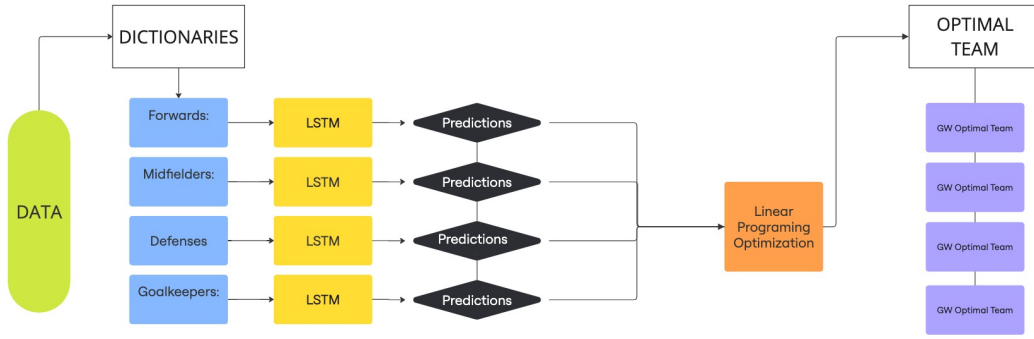 DATA
DICTIONARIES
Forwards:
LSTM
Predictions
Midfielders:
LSTM
Predictions
Defenses
LSTM
Predictions
Goalkeepers:
LSTM
Predictions
Linear
Programing
Optimization
OPTIMAL
TEAM
GW Optimal Team
GW Optimal Team
GW Optimal Team
GW Optimal Team